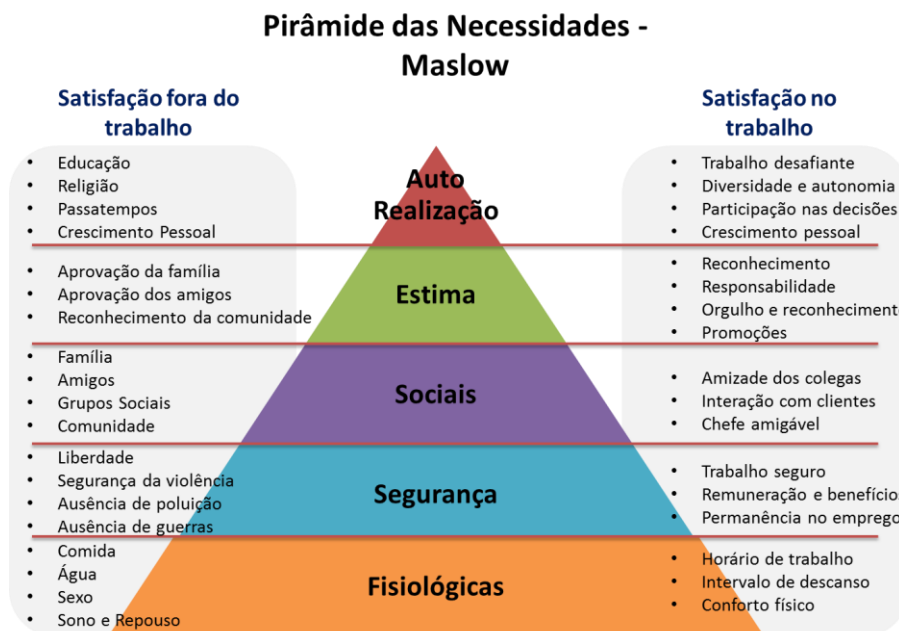 Pirâmide das Necessidades -
Maslow
Satisfação fora do
trabalho
• Educação
• Religião
• Passatempos
• Crescimento Pessoal
• Aprovação da família
• Aprovação dos amigos
• Reconhecimento da comunidade
• Família
• Amigos
• Grupos Sociais
• Comunidade
• Liberdade
• Segurança da violência
• Ausência de poluição
• Ausência de guerras
• Comida
• Água
• Sexo
• Sono e Repouso
Auto
Realização
Estima
Sociais
Segurança
Fisiológicas
Satisfação no
trabalho
• Trabalho desafiante
• Diversidade e autonomia
• Participação nas decisões
• Crescimento pessoal
• Reconhecimento
• Responsabilidade
• Orgulho e reconhecimento
• Promoções
• Amizade dos colegas
• Interação com clientes
• Chefe amigável
• Trabalho seguro
• Remuneração e benefícios
• Permanência no emprego
• Horário de trabalho
• Intervalo de descanso
• Conforto físico